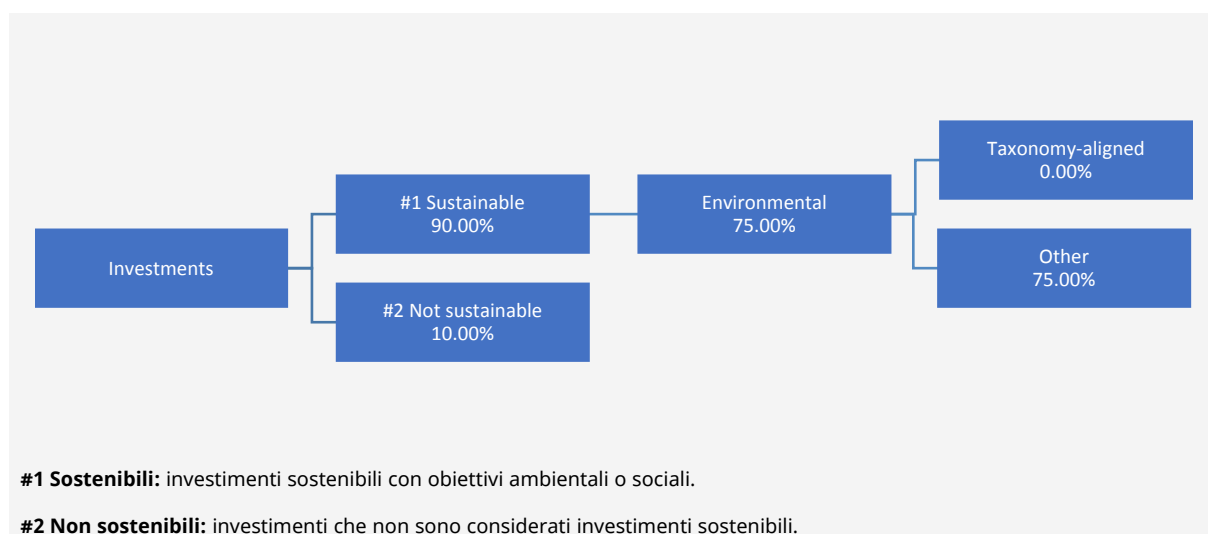 Investments
#1 Sustainable
90.00%
#2 Not sustainable
10.00%
Environmental
75.00%
Taxonomy-aligned
0.00%
Other
75.00%
#1 Sostenibili: investimenti sostenibili con obiettivi ambientali o sociali.
#2 Non sostenibili: investimenti che non sono considerati investimenti sostenibili.